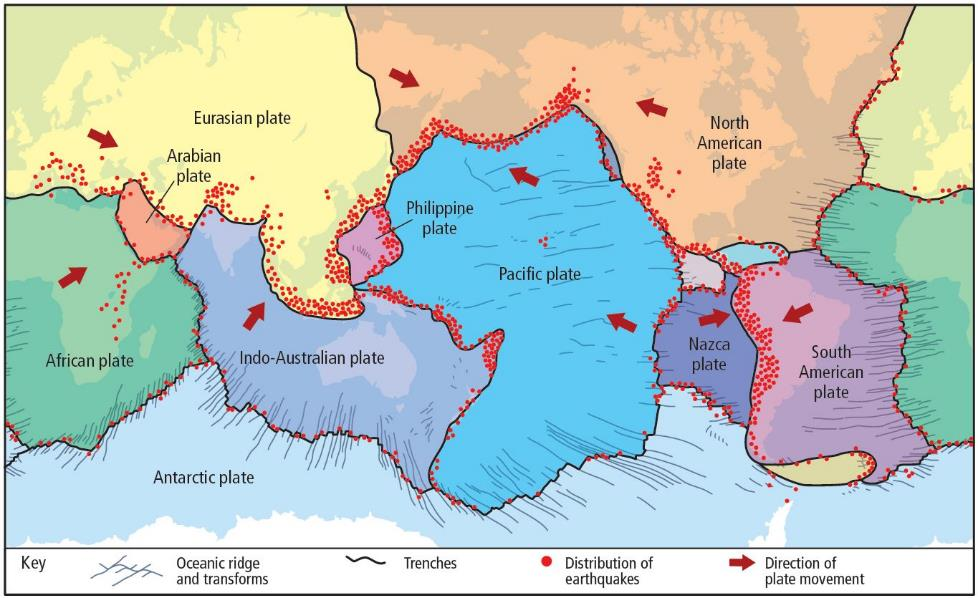 Eurasian plate
Arabian
plate
North
American
plate
Philippine
plate
Pacific plate
African plate
Indo-Australian plate
Nazca
plate
South
American
plate
Antarctic plate
Key
Oceanic ridge
and transforms
Trenches
Distribution of
earthquakes
Direction of
plate movement